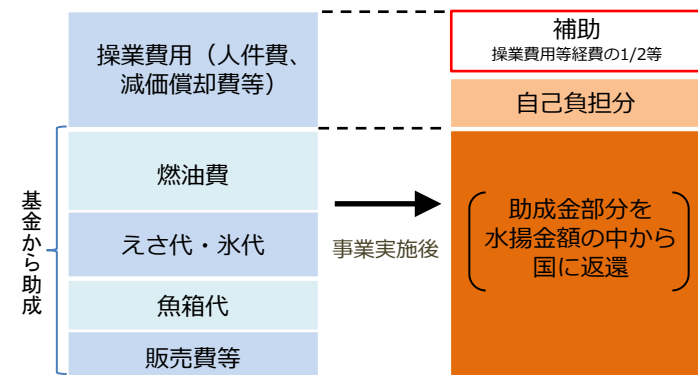 操業費用（人件費、
減価償却費等）
基金から助成
燃油費
えさ代・氷代
魚箱代
販売費等
事業実施後
補助
操業費用等経費の1/2等
自己負担分
助成金部分を
水揚金額の中から
国に返還